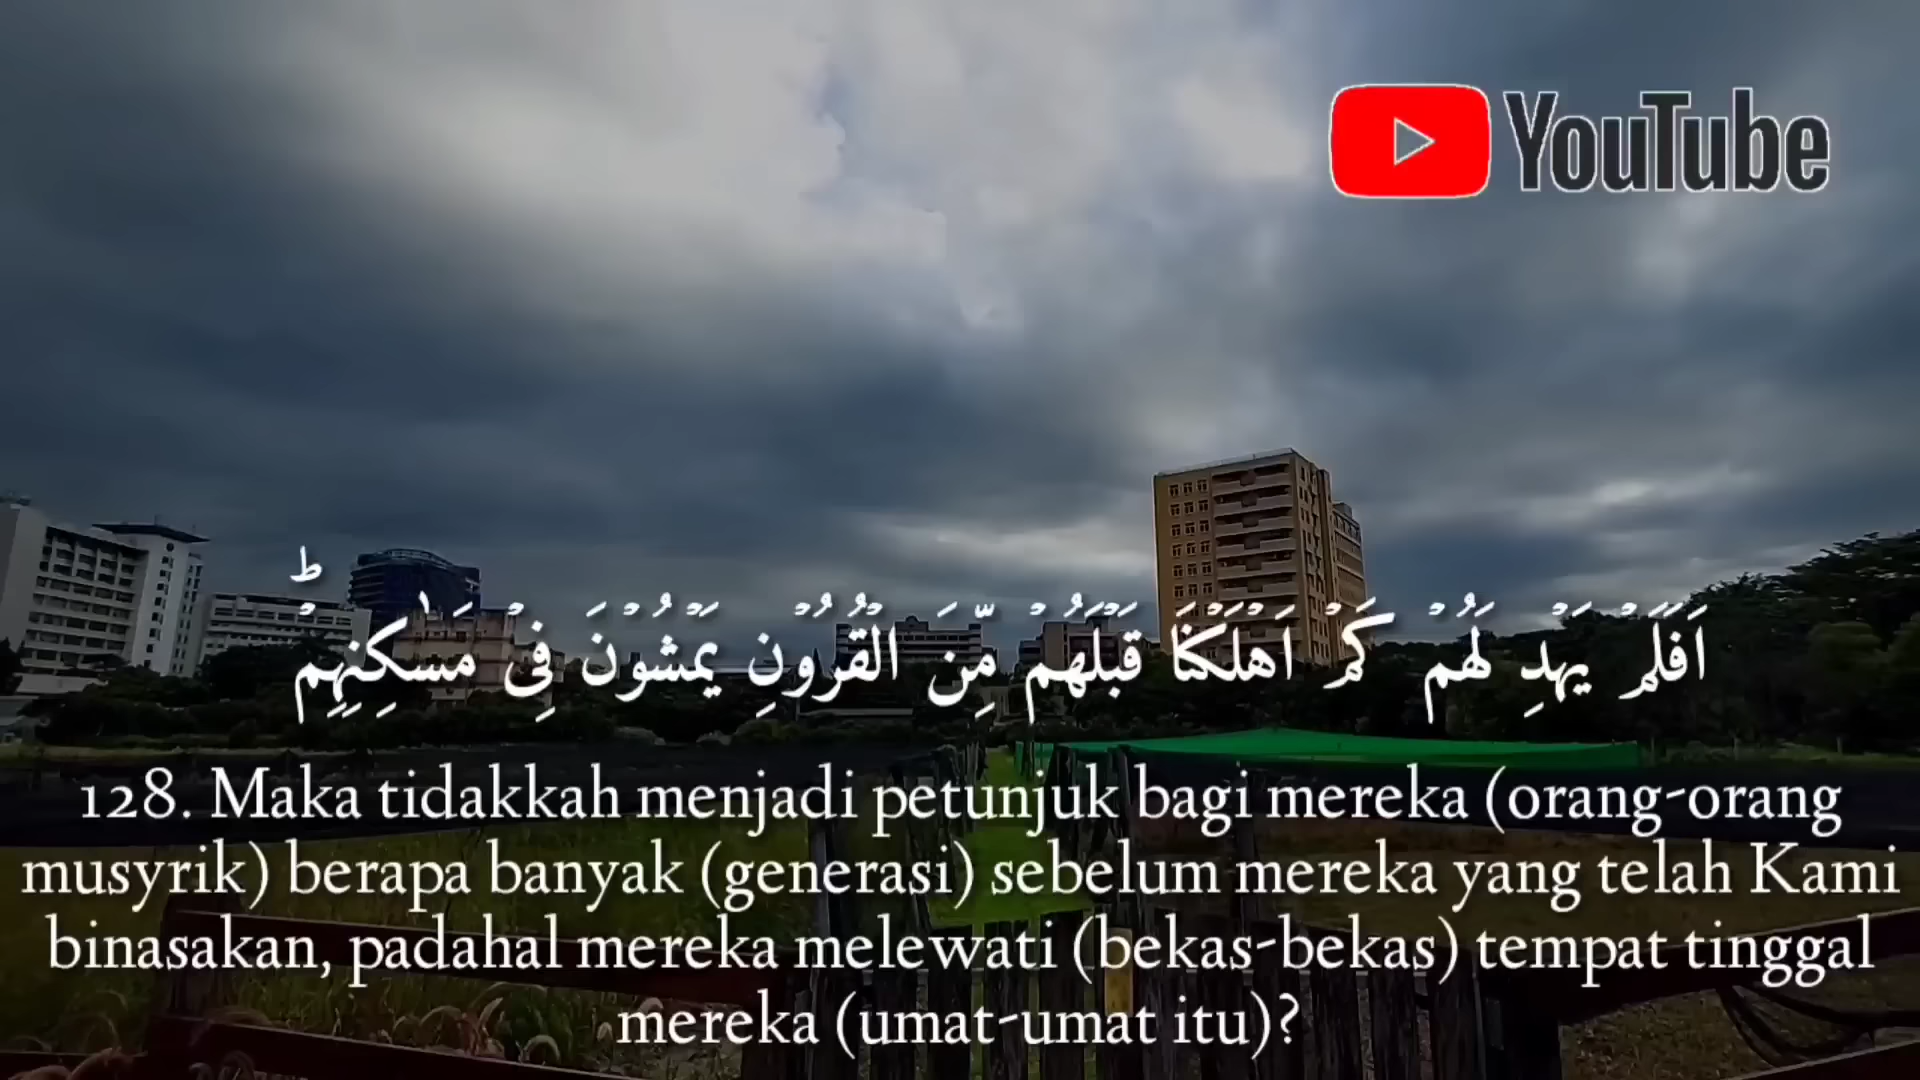 YouTube
اَفَلَمْ يَهْدِ لَهُمْ كَمْ اَهْلَكْنَا قَبْلَهُمْ مِّنَ الْقُرُوْنِ يَمْشُوْنَ فِيْ مَسٰكِنِهِمْۗ
128. Maka tidakkah menjadi petunjuk bagi mereka (orang-orang
musyrik) berapa banyak (generasi) sebelum mereka yang telah Kami
binasakan, padahal mereka melewati (bekas-bekas) tempat tinggal
mereka (umat-umat itu)?